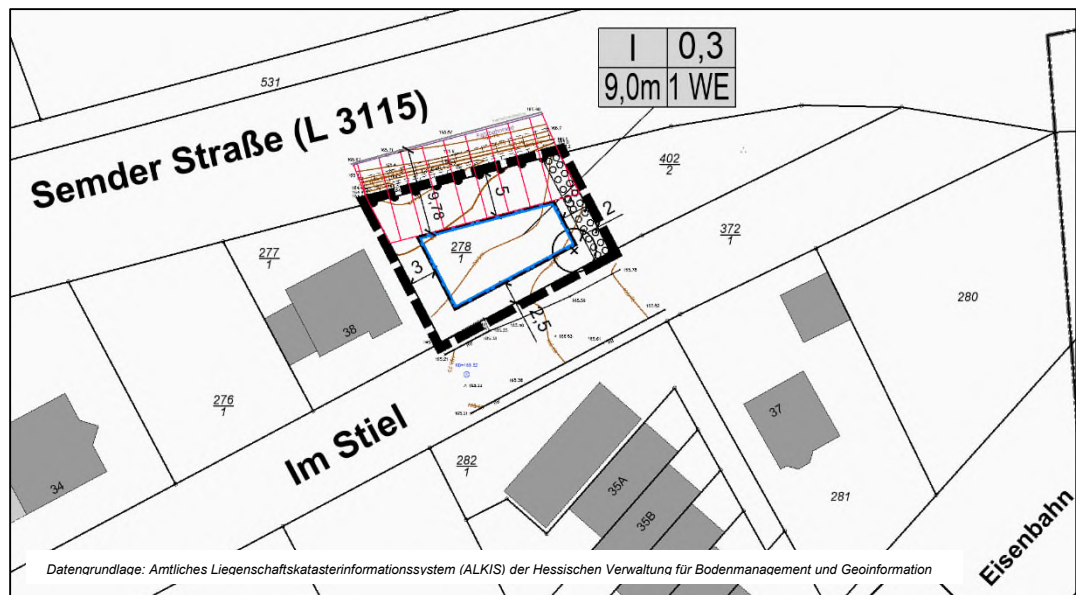 I 0,3
9,0m 1 WE
531
Semder Straße (L 3115)
402
2
9,78
5
2
372
1
277
1
278
1
3
280
2,5
38
276
1
37
Im Stiel
282
1
34
35A
35B
281
Eisenbahn
Datengrundlage: Amtliches Liegenschaftskatasterinformationssystem (ALKIS) der Hessischen Verwaltung für Bodenmanagement und Geoinformation